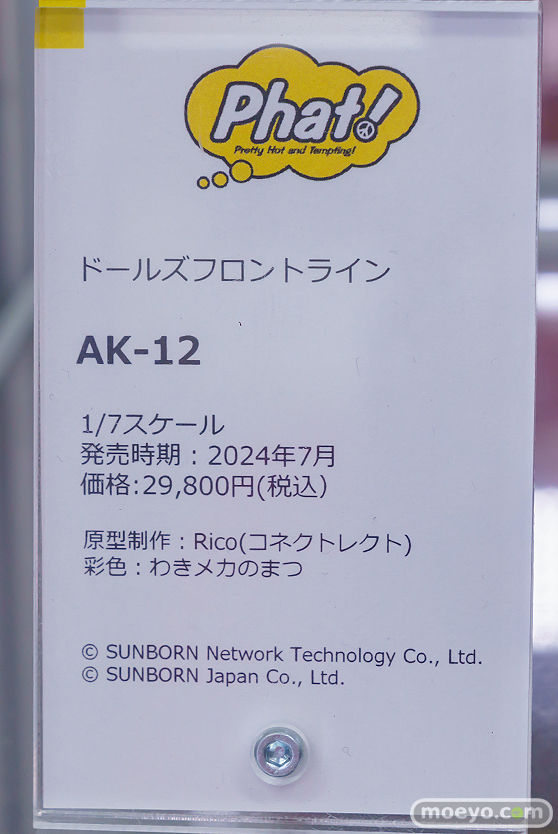 Phat!
Pretty Hot and Tempting!
ドールズフロントライン
AK-12
1/7スケール
発売時期：2024年7月
価格:29,800円(税込)
原型制作：Rico(コネクトレクト)
彩色：わきメカのまつ
© SUNBORN Network Technology Co., Ltd.
© SUNBORN Japan Co., Ltd.
moeyo.com